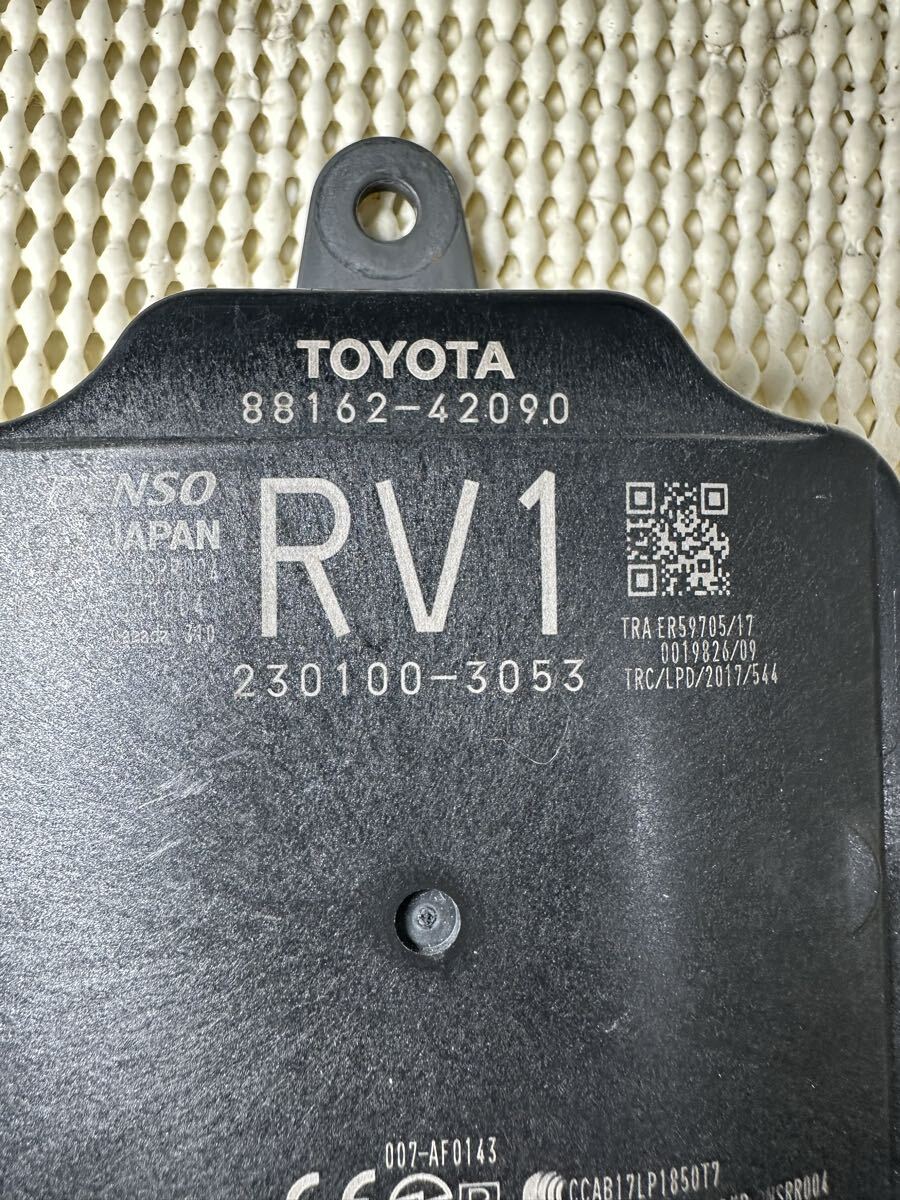 TOYOTA
88162-42090
NSO
JAPAN
RV1
230100-3053
TRA ER59705/17
0019826/09
TRC/LPD/2017/544
007-AF0143
CCAB17LP1850T7